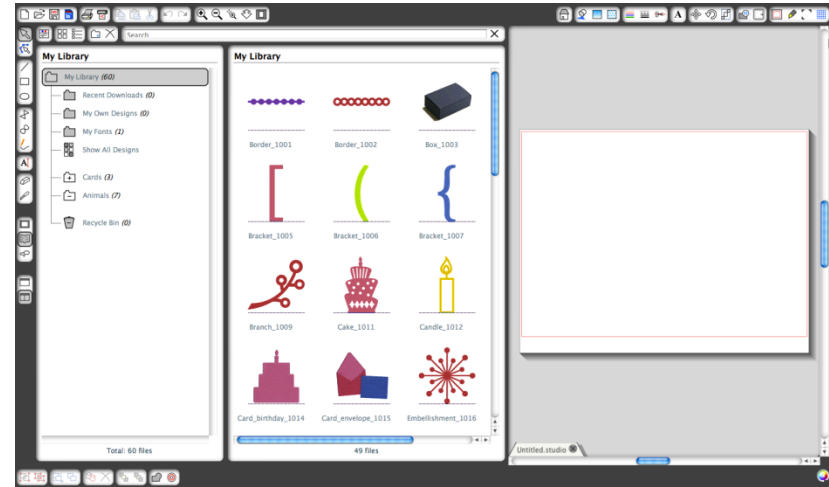 Search
My Library
My Library (60)
Recent Downloads (0)
My Own Designs (0)
My Fonts (1)
Show All Designs
Cards (3)
Animals (7)
Recycle Bin (0)
Total: 60 files
My Library
Border_1001 Border_1002 Box_1003
Bracket_1005 Bracket_1006 Bracket_1007
Branch_1009 Cake_1011 Candle_1012
Card_birthday_1014 Card_envelope_1015 Embellishment_1016
49 files
Untitled.studio